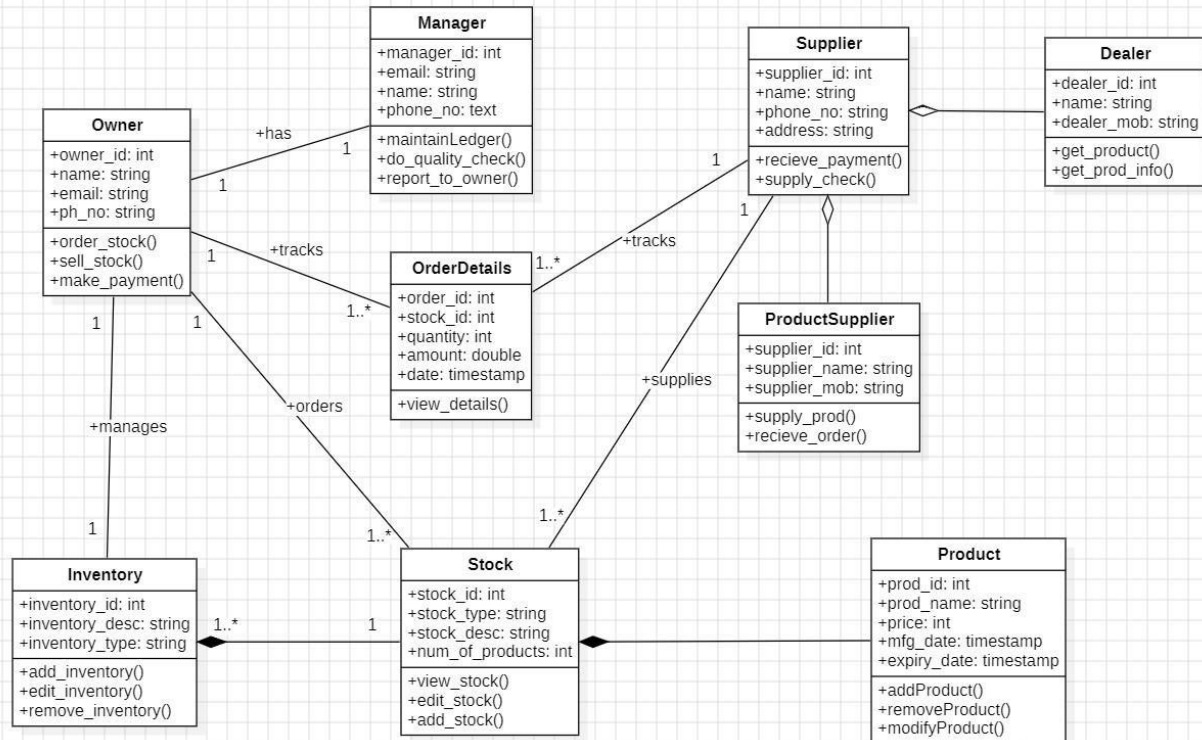 Manager
+manager_id: int
+email: string
+name: string
+phone_no: text
+maintainLedger()
+do_quality_check()
+report_to_owner()
Supplier
+supplier_id: int
+name: string
+phone_no: string
+address: string
+recieve_payment()
+supply_check()
Dealer
+dealer_id: int
+name: string
+dealer_mob: string
+get_product()
+get_prod_info()
Owner
+owner_id: int
+name: string
+email: string
+ph_no: string
+order_stock()
+sell_stock()
+make_payment()
+has
1
1
+tracks
1
1..*
OrderDetails
+order_id: int
+stock_id: int
+quantity: int
+amount: double
+date: timestamp
+view_details()
1
+tracks
1..*
1
+supplies
1..*
ProductSupplier
+supplier_id: int
+supplier_name: string
+supplier_mob: string
+supply_prod()
+recieve_order()
1
+manages
1
1
+orders
1..*
Inventory
+inventory_id: int
+inventory_desc: string
+inventory_type: string
+add_inventory()
+edit_inventory()
+remove_inventory()
1..*
1
Stock
+stock_id: int
+stock_type: string
+stock_desc: string
+num_of_products: int
+view_stock()
+edit_stock()
+add_stock()
Product
+prod_id: int
+prod_name: string
+price: int
+mfg_date: timestamp
+expiry_date: timestamp
+addProduct()
+removeProduct()
+modifyProduct()